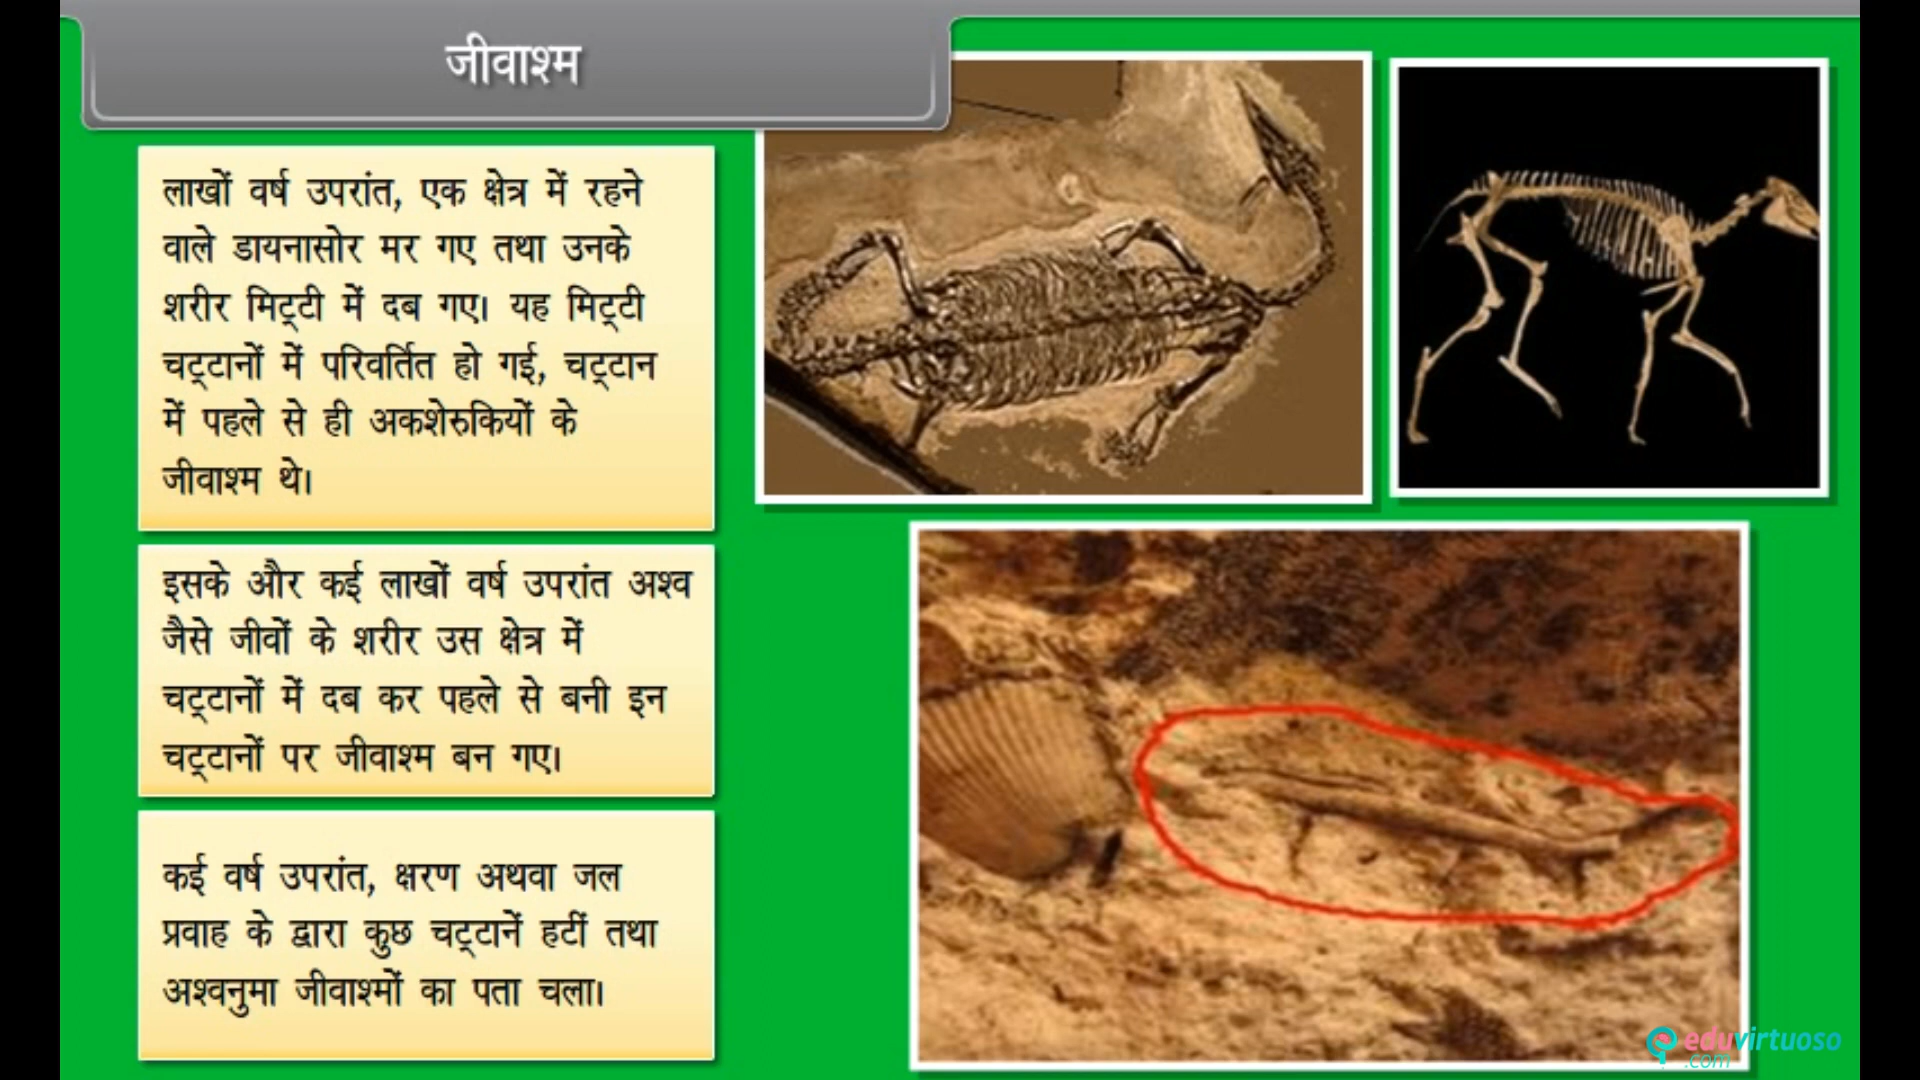 जीवाश्म
लाखों वर्ष उपरांत, एक क्षेत्र में रहने
वाले डायनासोर मर गए तथा उनके
शरीर मिट्टी में दब गए। यह मिट्टी
चट्टानों में परिवर्तित हो गई, चट्टान
में पहले से ही अकशेरुकियों के
जीवाश्म थे।
इसके और कई लाखों वर्ष उपरांत अश्व
जैसे जीवों के शरीर उस क्षेत्र में
चट्टानों में दब कर पहले से बनी इन
चट्टानों पर जीवाश्म बन गए।
कई वर्ष उपरांत, क्षरण अथवा जल
प्रवाह के द्वारा कुछ चट्टानें हटीं तथा
अश्वनुमा जीवाश्मों का पता चला।
eduvirtuoso
.com